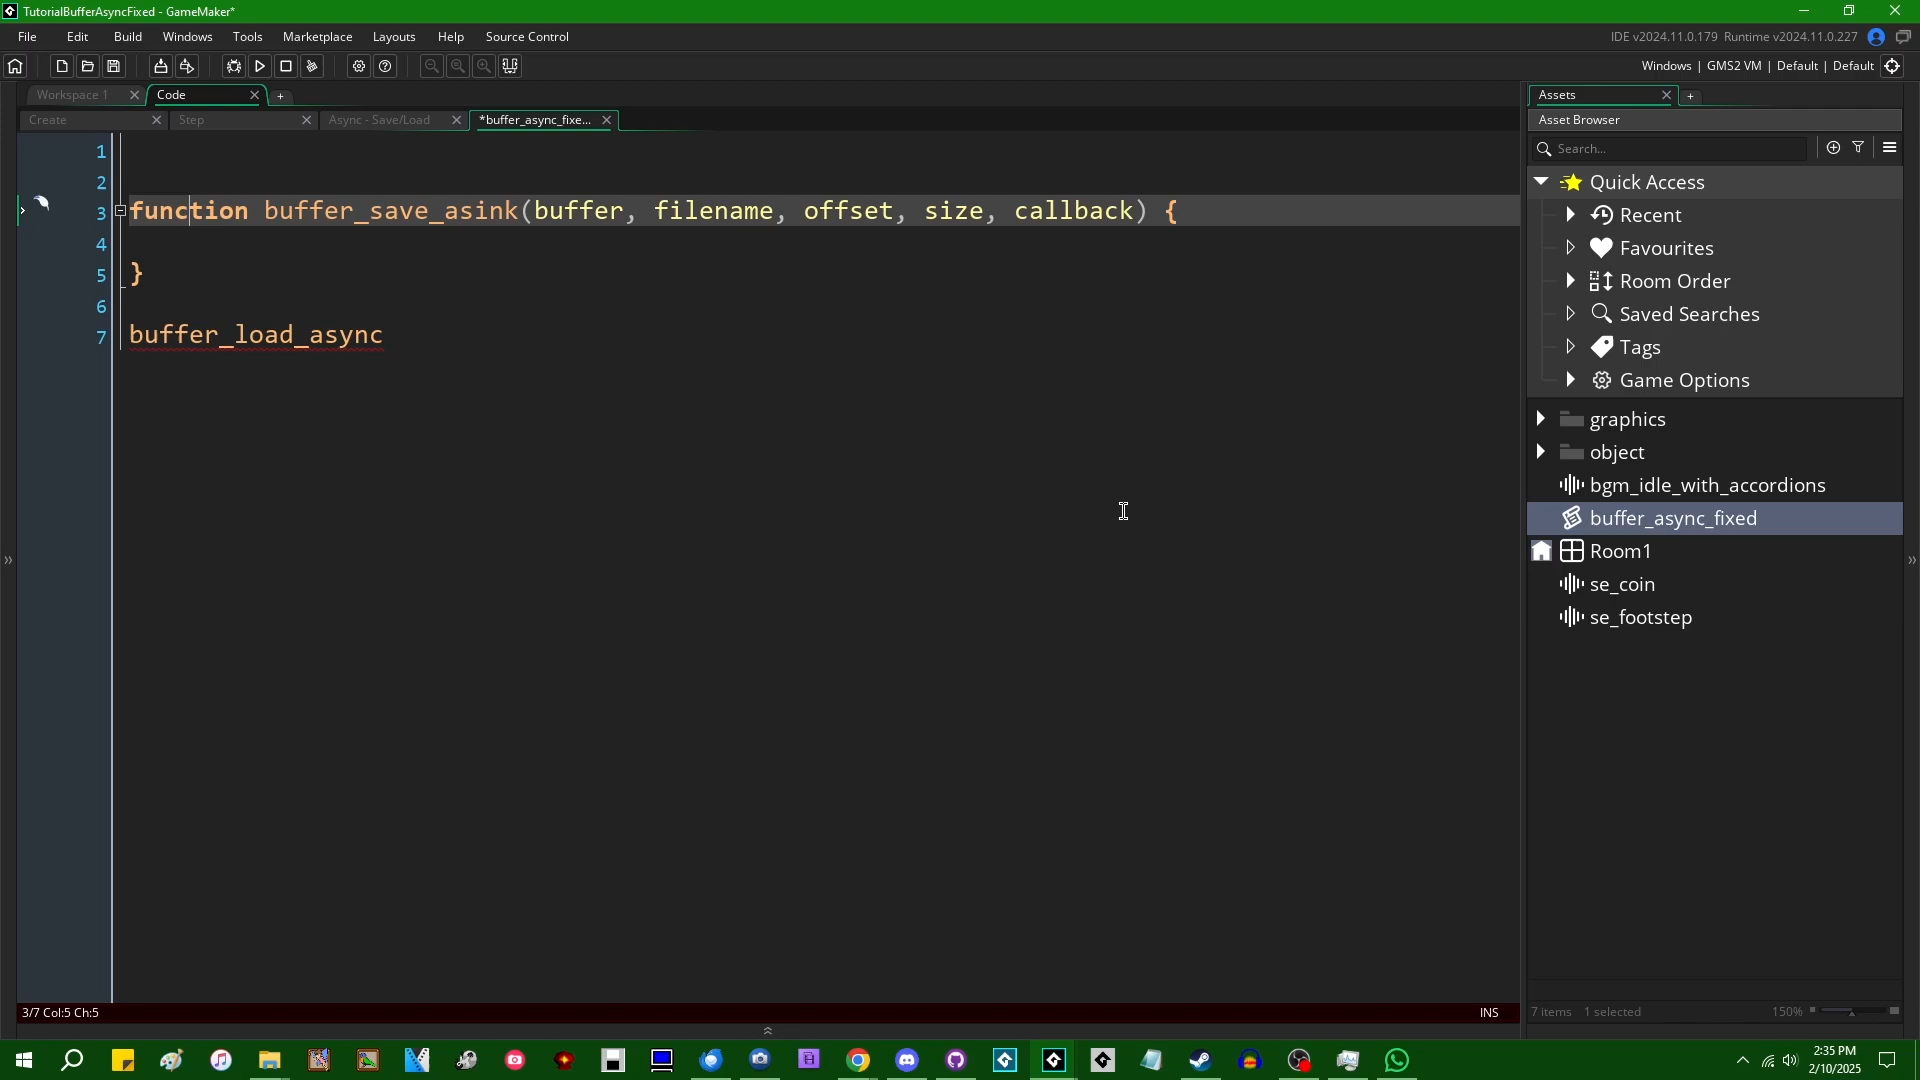 TutorialBufferAsyncFixed - GameMaker*
File Edit Build Windows Tools Marketplace Layouts Help Source Control
IDE v2024.11.0.179 Runtime v2024.11.0.227
Windows | GMS2 VM | Default | Default
Workspace 1 Code
Create Step Async - Save/Load *buffer_async_fixe...
1
2
3 function buffer_save_asink(buffer, filename, offset, size, callback) {
4
5 }
6
7 buffer_load_async
3/7 Col:5 Ch:5
INS
Assets
Asset Browser
Search...
Quick Access
Recent
Favourites
Room Order
Saved Searches
Tags
Game Options
graphics
object
bgm_idle_with_accordions
buffer_async_fixed
Room1
se_coin
se_footstep
7 items 1 selected 150%
2:35 PM
2/10/2025